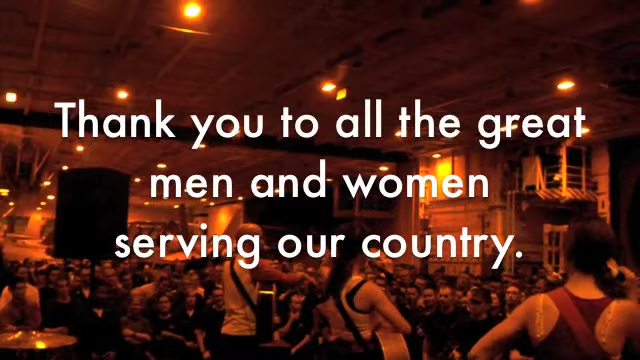 Thank you to all the great
men and women
serving our country.